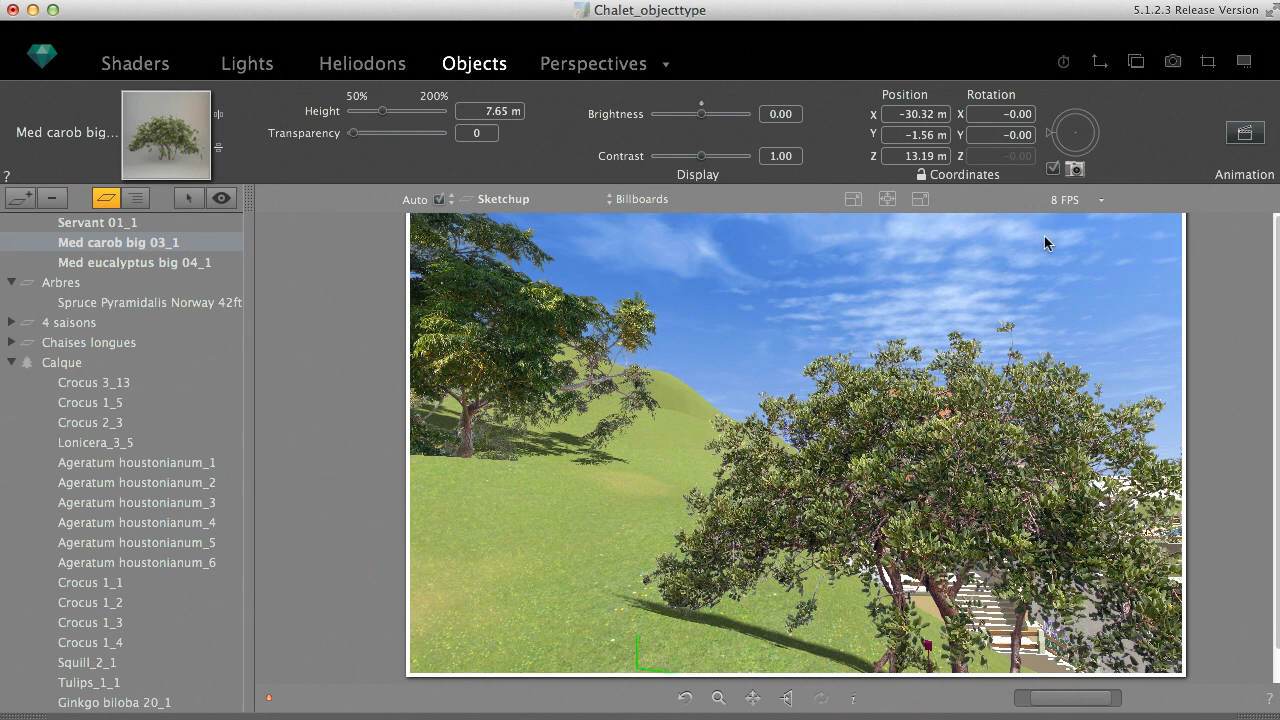 Chalet_objecttype
5.1.2.3 Release Version
Shaders Lights Heliodons Objects Perspectives
50% 200%
Height 7.65 m
Transparency 0
Med carob big...
?
Brightness 0.00
Contrast 1.00
Display
Position Rotation
X -30.32 m X -0.00
Y -1.56 m Y -0.00
Z 13.19 m Z -0.00
Coordinates
Animation
Auto Sketchup Billboards 8 FPS
Servant 01_1
Med carob big 03_1
Med eucalyptus big 04_1
Arbres
Spruce Pyramidalis Norway 42ft
4 saisons
Chaises longues
Calque
Crocus 3_13
Crocus 1_5
Crocus 2_3
Lonicera_3_5
Ageratum houstonianum_1
Ageratum houstonianum_2
Ageratum houstonianum_3
Ageratum houstonianum_4
Ageratum houstonianum_5
Ageratum houstonianum_6
Crocus 1_1
Crocus 1_2
Crocus 1_3
Crocus 1_4
Squill_2_1
Tulips_1_1
Ginkgo biloba 20_1
i
?